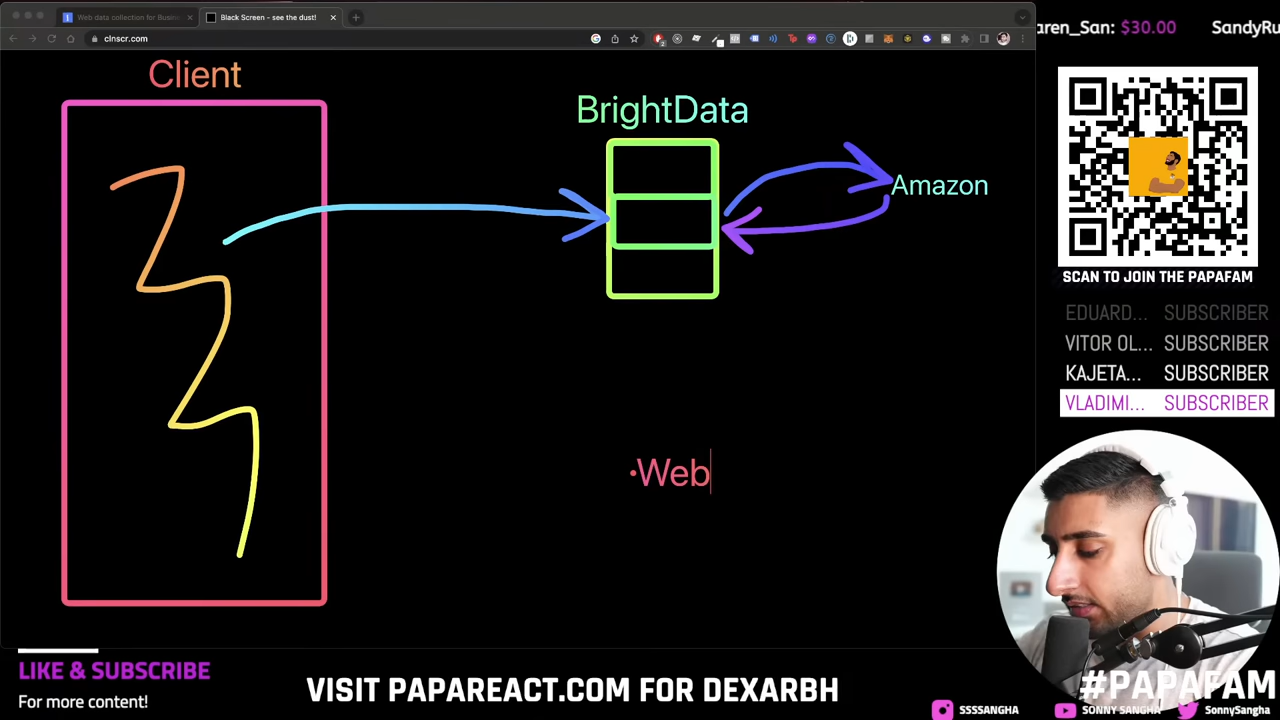 Web data collection for Busin
Black Screen - see the dust!
clnscr.com
aren_San: $30.00
SandyRu
Client
BrightData
Amazon
·Web
SCAN TO JOIN THE PAPAFAM
EDUARD... SUBSCRIBER
VITOR OL... SUBSCRIBER
KAJETA... SUBSCRIBER
VLADIMI... SUBSCRIBER
LIKE & SUBSCRIBE
For more content!
VISIT PAPAREACT.COM FOR DEXARBH
#PAPAFAM
SSSSANGHA
SONNY SANGHA
SonnySangha